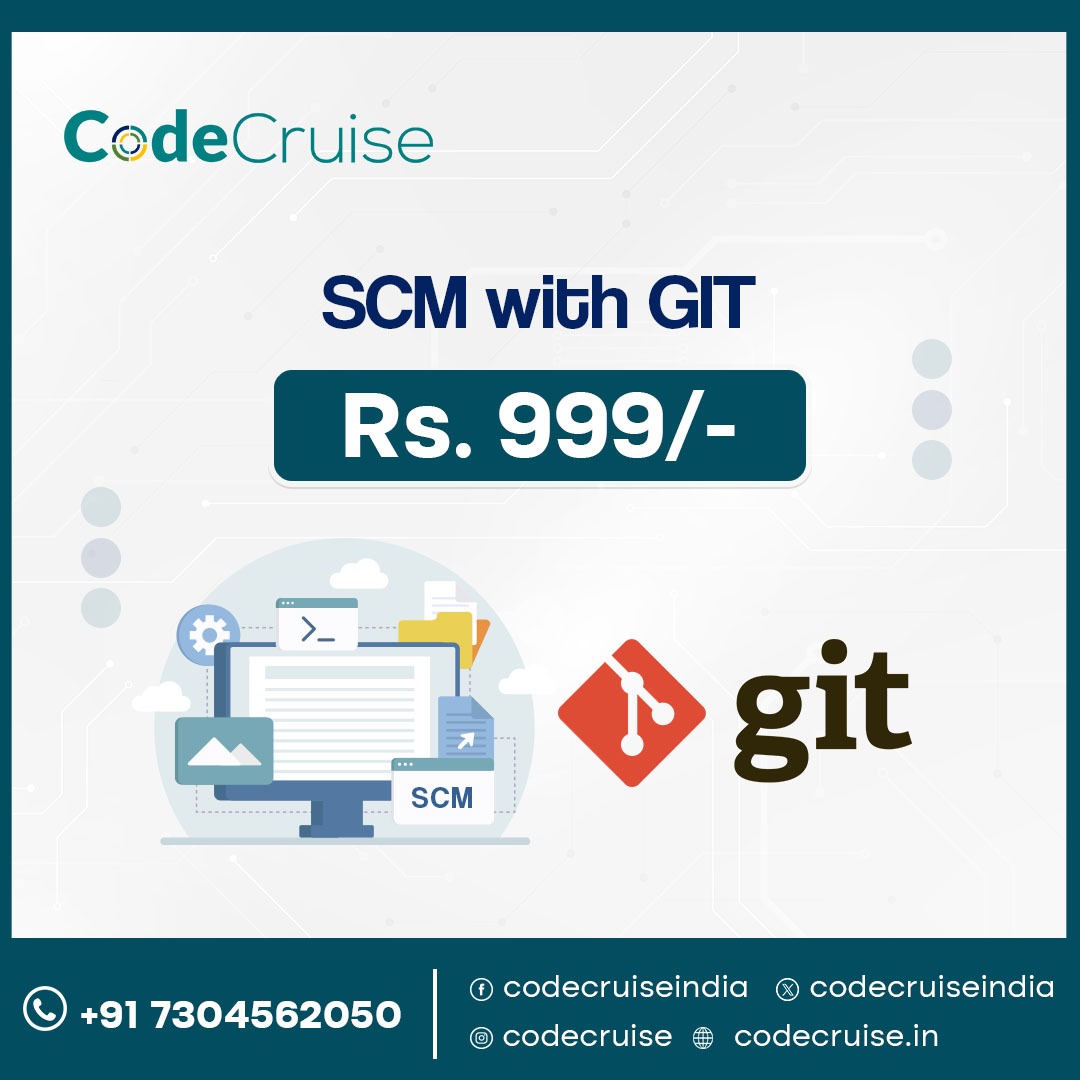 CodeCruise
SCM with GIT
Rs. 999/-
SCM
git
+91 7304562050
codecruiseindia
codecruiseindia
codecruise
codecruise.in